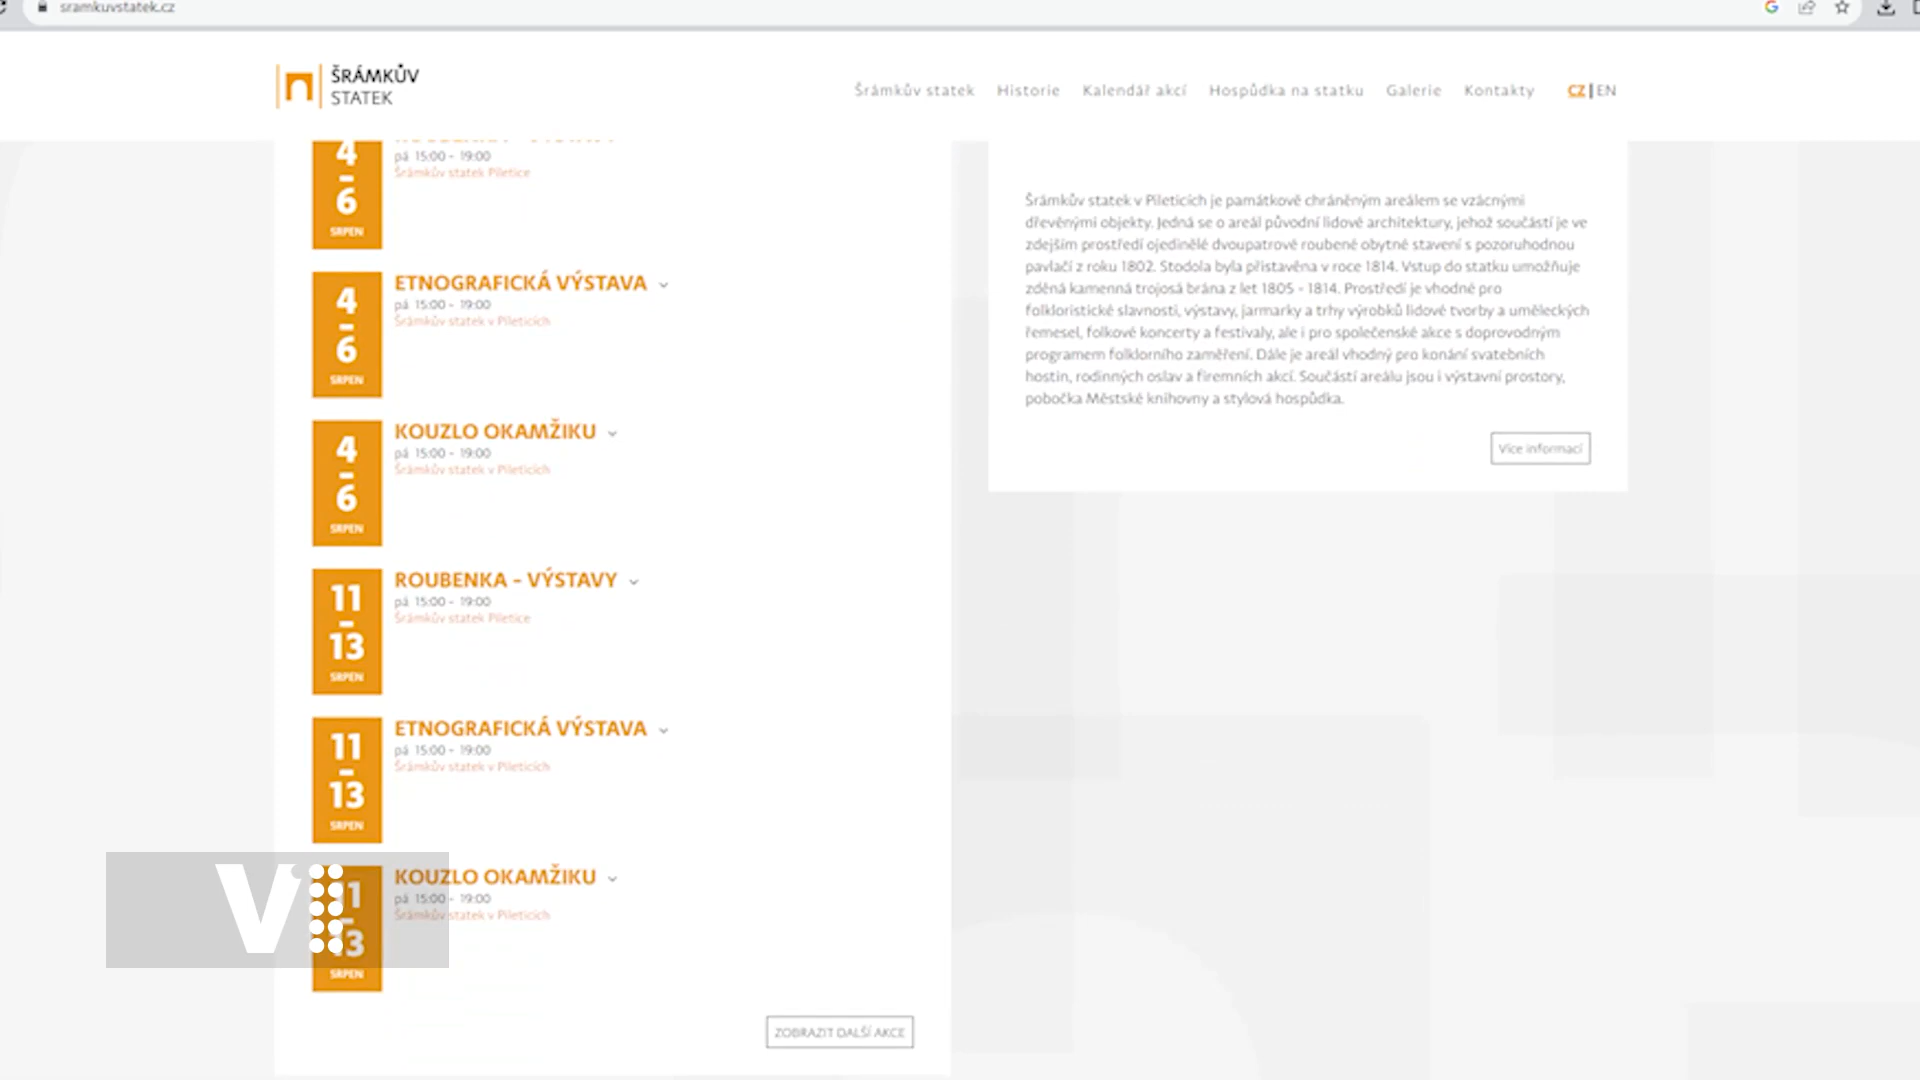 sramkuvstatek.cz
ŠRÁMKŮV
STATEK
Šrámkův statek
Historie
Kalendář akcí
Hospůdka na statku
Galerie
Kontakty
CZ | EN
4
-
6
SRPEN
pá 15:00 - 19:00
Šrámkův statek Piletice
4
-
6
SRPEN
ETNOGRAFICKÁ VÝSTAVA
pá 15:00 - 19:00
Šrámkův statek v Pileticích
4
-
6
SRPEN
KOUZLO OKAMŽIKU
pá 15:00 - 19:00
Šrámkův statek v Pileticích
11
-
13
SRPEN
ROUBENKA - VÝSTAVY
pá 15:00 - 19:00
Šrámkův statek Piletice
11
-
13
SRPEN
ETNOGRAFICKÁ VÝSTAVA
pá 15:00 - 19:00
Šrámkův statek v Pileticích
11
-
13
SRPEN
KOUZLO OKAMŽIKU
pá 15:00 - 19:00
Šrámkův statek v Pileticích
ZOBRAZIT DALŠÍ AKCE
Šrámkův statek v Pileticích je památkově chráněným areálem se vzácnými
dřevěnými objekty. Jedná se o areál původní lidové architektury, jehož součástí je ve
zdejším prostředí ojedinělé dvoupatrové roubené obytné stavení s pozoruhodnou
pavlačí z roku 1802. Stodola byla přistavěna v roce 1814. Vstup do statku umožňuje
zděná kamenná trojosá brána z let 1805 - 1814. Prostředí je vhodné pro
folkloristické slavnosti, výstavy, jarmarky a trhy výrobků lidové tvorby a uměleckých
řemesel, folkové koncerty a festivaly, ale i pro společenské akce s doprovodným
programem folklorního zaměření. Dále je areál vhodný pro konání svatebních
hostin, rodinných oslav a firemních akcí. Součástí areálu jsou i výstavní prostory,
pobočka Městské knihovny a stylová hospůdka.
Více informací
V